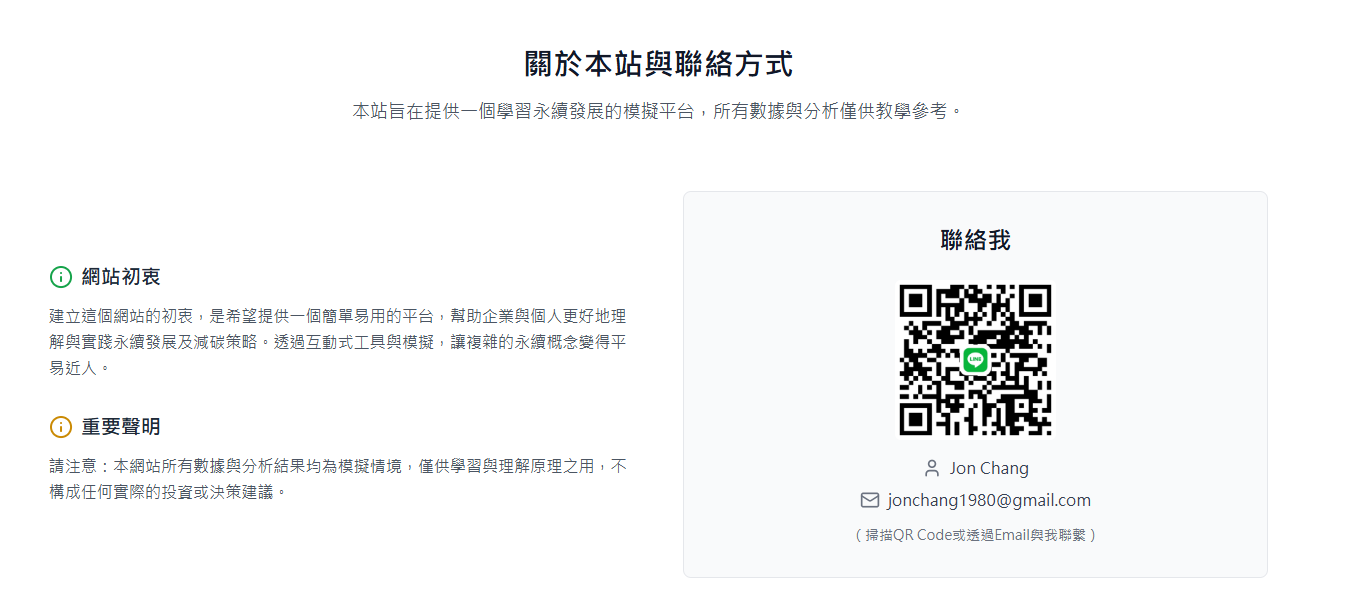 關於本站與聯絡方式
本站旨在提供一個學習永續發展的模擬平台，所有數據與分析僅供教學參考。
網站初衷
建立這個網站的初衷，是希望提供一個簡單易用的平台，幫助企業與個人更好地理
解與實踐永續發展及減碳策略。透過互動式工具與模擬，讓複雜的永續概念變得平
易近人。
重要聲明
請注意：本網站所有數據與分析結果均為模擬情境，僅供學習與理解原理之用，不
構成任何實際的投資或決策建議。
聯絡我
LINE
Jon Chang
jonchang1980@gmail.com
（掃描QR Code或透過Email與我聯繫）